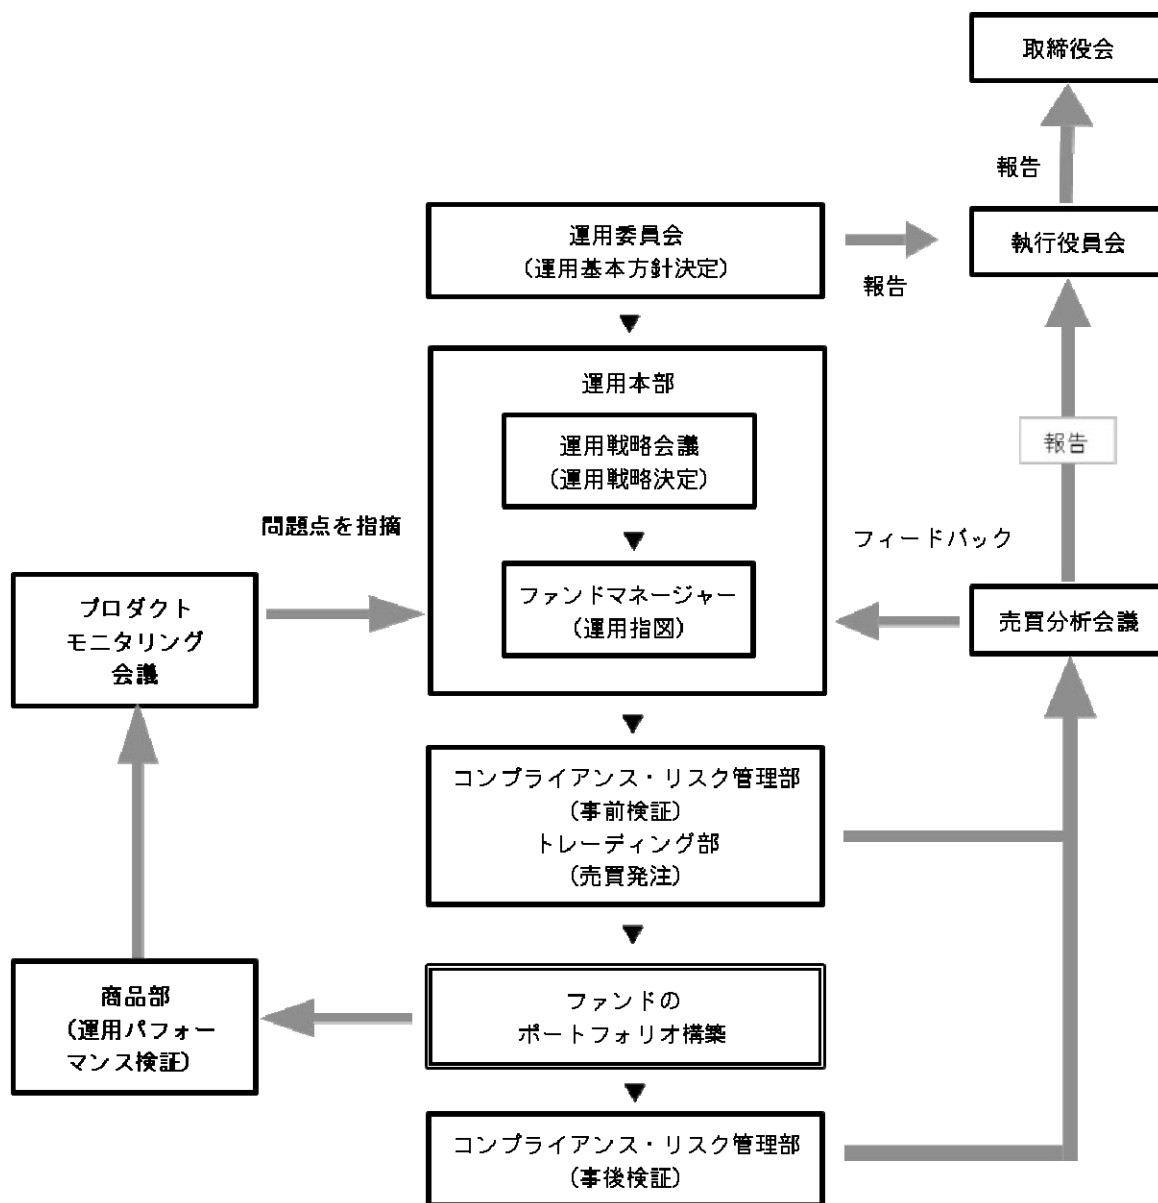 取締役会
報告
運用委員会
（運用基本方針決定）
報告
執行役員会
運用本部
運用戦略会議
（運用戦略決定）
報告
問題点を指摘
フィードバック
プロダクト
モニタリング
会議
ファンドマネージャー
（運用指図）
売買分析会議
コンプライアンス・リスク管理部
（事前検証）
トレーディング部
（売買発注）
商品部
（運用パフォー
マンス検証）
ファンドの
ポートフォリオ構築
コンプライアンス・リスク管理部
（事後検証）